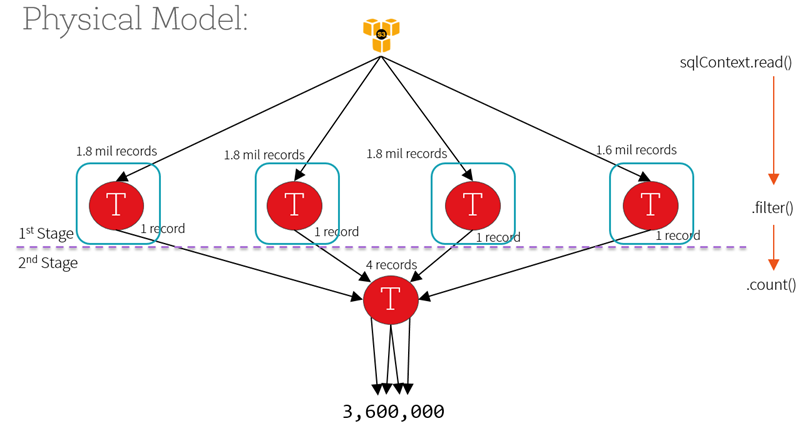 Physical Model:
S3
sqlContext.read()
1.8 mil records
1.8 mil records
1.8 mil records
1.6 mil records
T
T
T
T
.filter()
1 record
1 record
1 record
1 record
1st Stage
2nd Stage
4 records
.count()
T
3,600,000